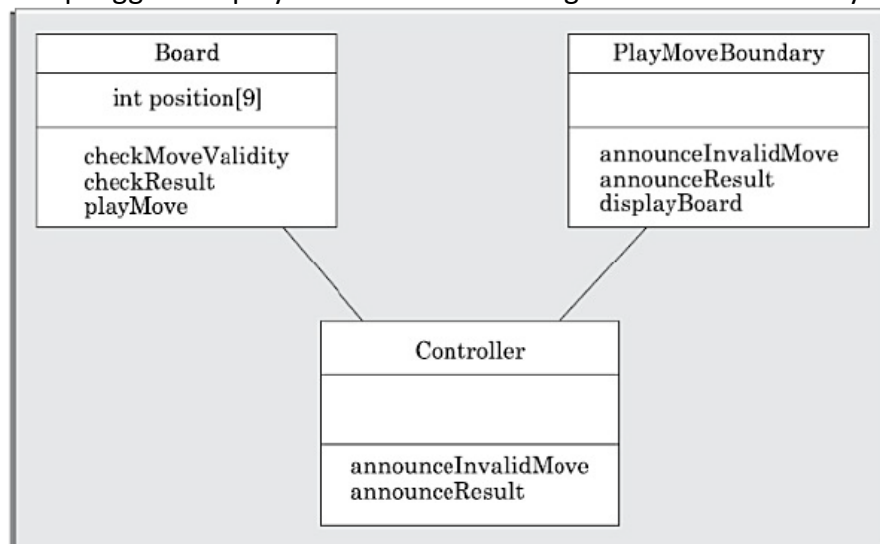 Board
int position[9]
checkMoveValidity
checkResult
playMove
PlayMoveBoundary
announceInvalidMove
announceResult
displayBoard
Controller
announceInvalidMove
announceResult